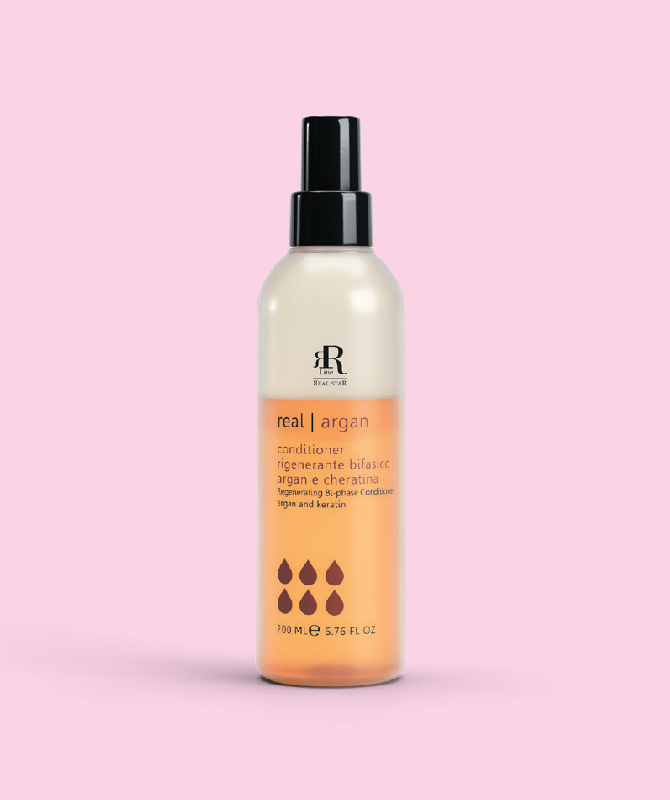 RR
Line
REAL STAR
real | argan
conditioner
rigenerante bifasico
argan e cheratina
Regenerating Bi-phase Conditioner
argan and keratin
200 ML e 6.76 FL OZ